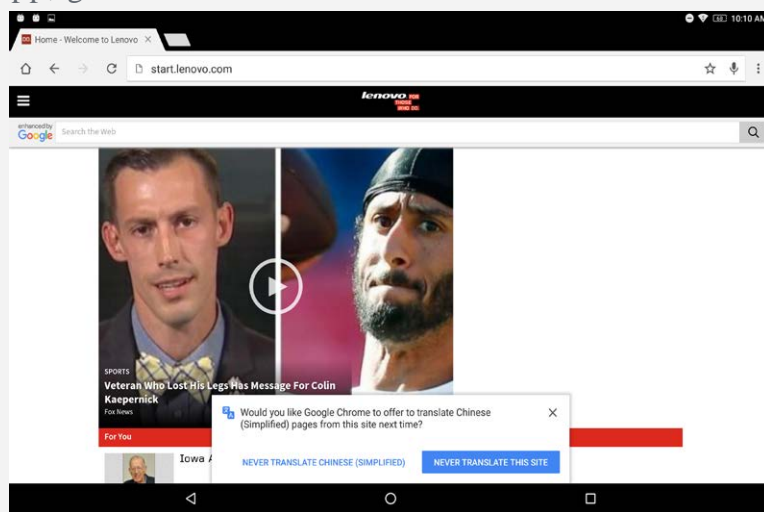 10:10 AM
Home - Welcome to Lenovo
start.lenovo.com
lenovo FOR
THOSE
WHO DO
enhanced by
Google
Search the Web
SPORTS
Veteran Who Lost His Legs Has Message For Colin
Kaepernick
Fox News
For You
Iowa A
Would you like Google Chrome to offer to translate Chinese
(Simplified) pages from this site next time?
NEVER TRANSLATE CHINESE (SIMPLIFIED)
NEVER TRANSLATE THIS SITE